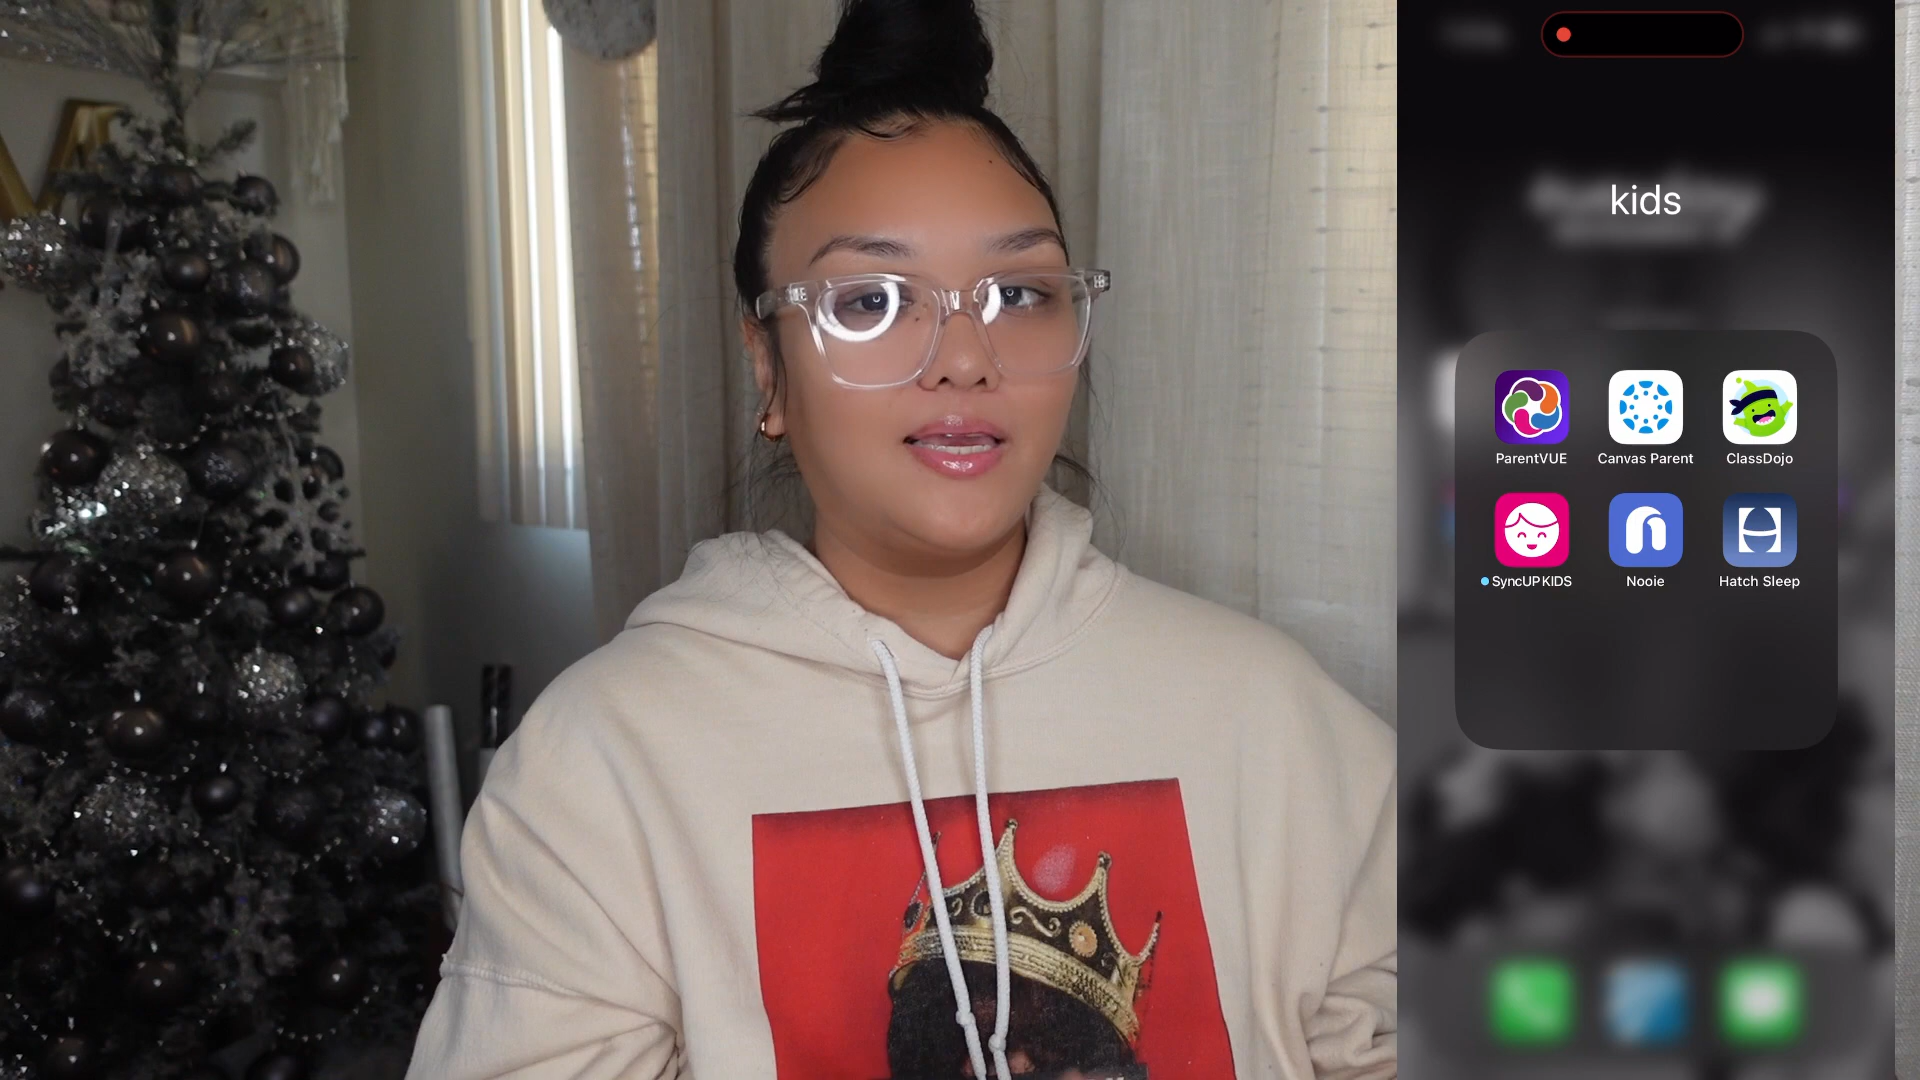 kids
ParentVUE Canvas Parent ClassDojo
SyncUP KIDS Nooie Hatch Sleep